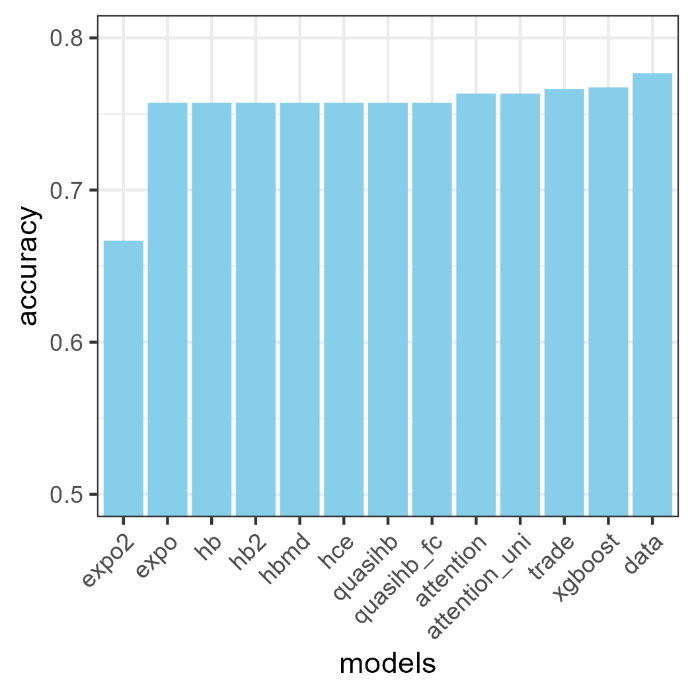 0.8
0.7
0.6
0.5
accuracy
expo2
expo
hb
hb2
hbmd
hce
quasihb
quasihb_fc
attention
attention_uni
trade
xgboost
data
models